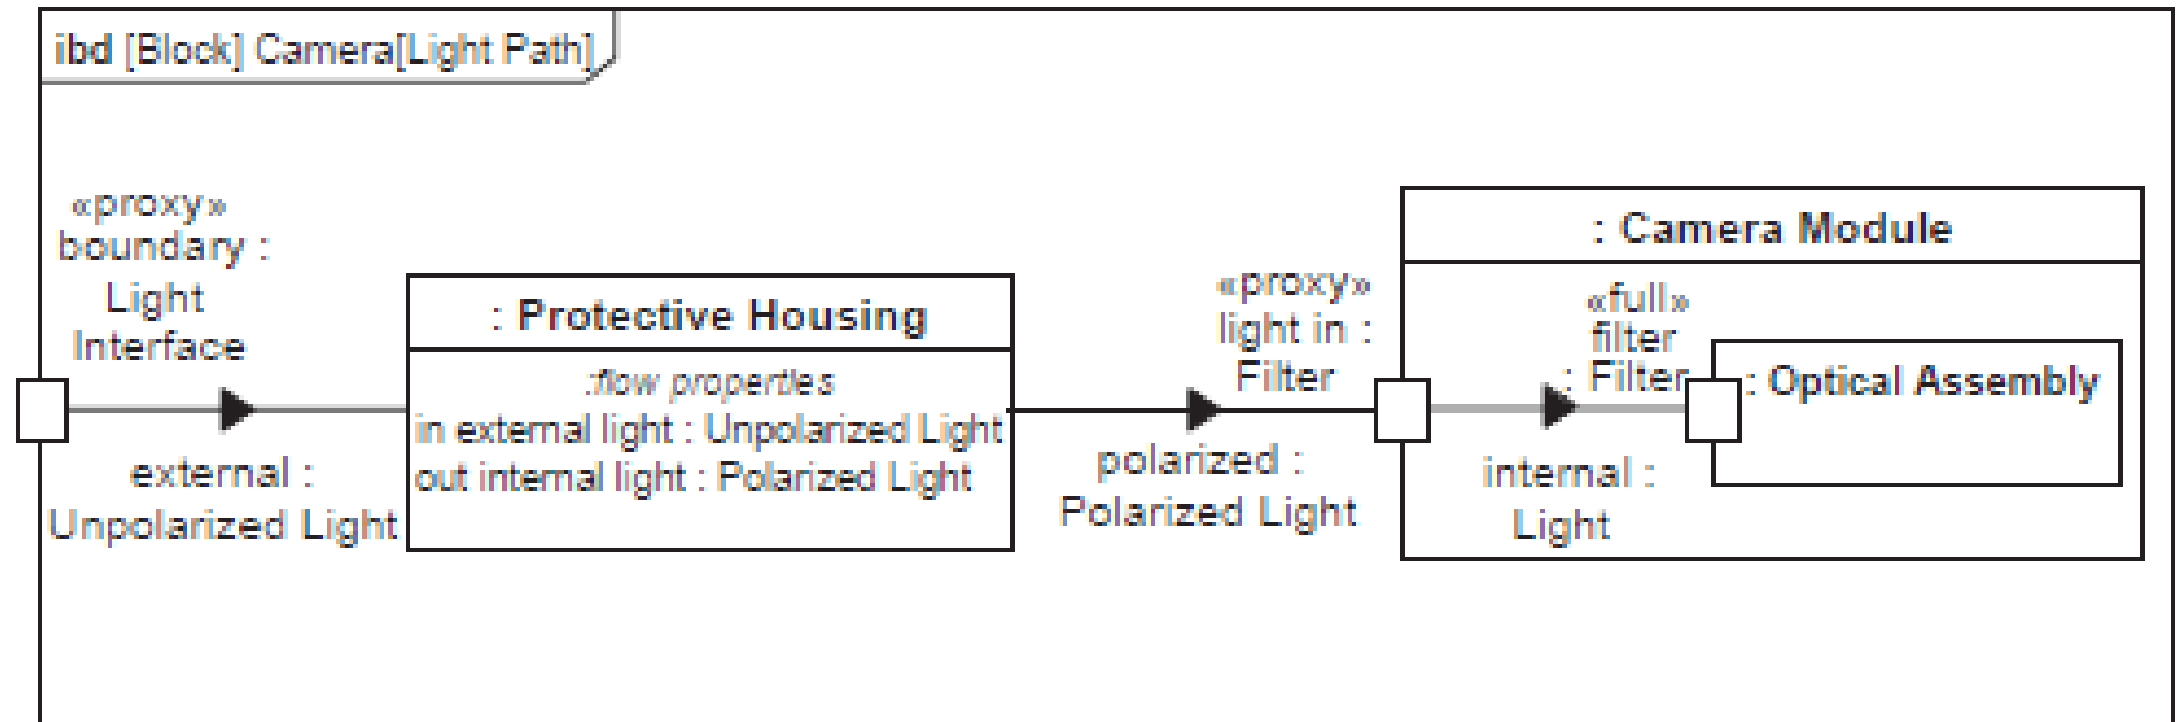 ibd [Block] Camera[Light Path]
«proxy»
boundary :
Light
Interface
external :
Unpolarized Light
: Protective Housing
:flow properties
in external light : Unpolarized Light
out internal light : Polarized Light
«proxy»
light in :
Filter
polarized :
Polarized Light
: Camera Module
«full»
filter
: Filter
: Optical Assembly
internal :
Light